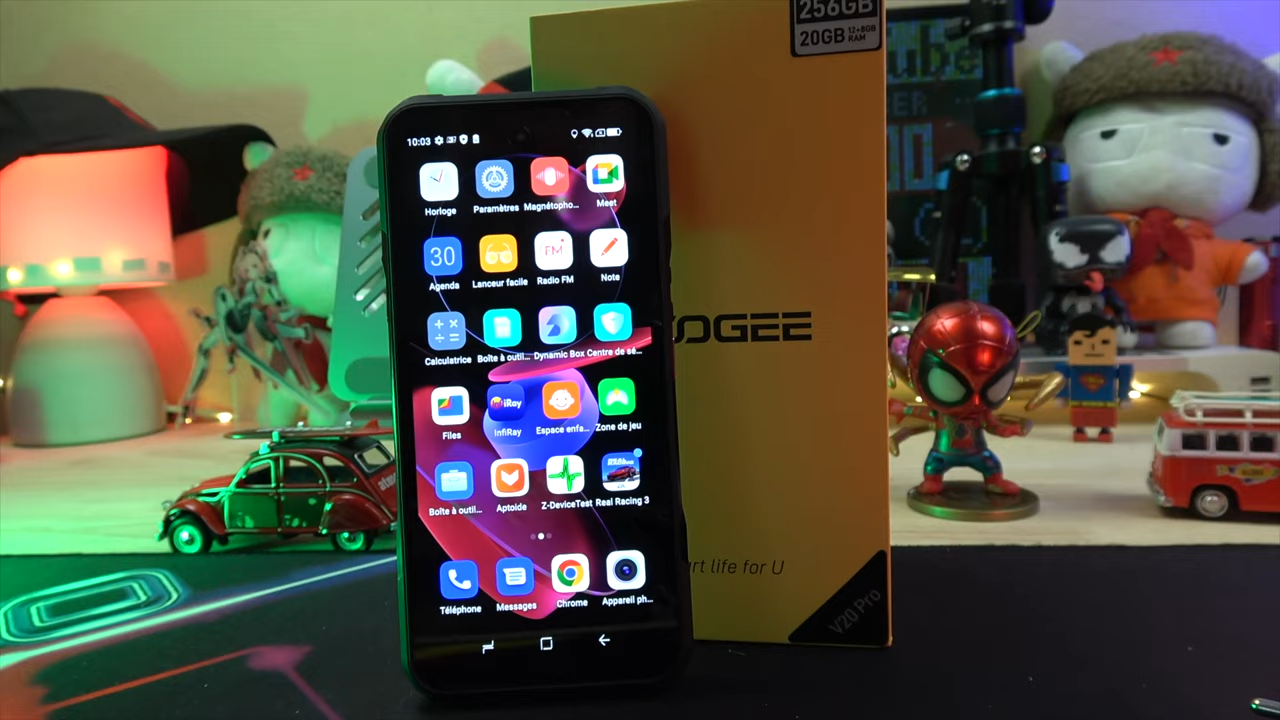 256GB
20GB 12+8GB
RAM
10:03
Horloge
Paramètres
Magnétopho...
Meet
30
Agenda
Lanceur facile
FM
Radio FM
Note
Calculatrice
Boîte à outil...
Dynamic Box
Centre de sé...
Files
iRay
InfiRay
Espace enfa...
Zone de jeu
Boîte à outil...
Aptoide
Z-DeviceTest
Real Racing 3
Téléphone
Messages
Chrome
Appareil ph...
OGEE
rt life for U
V20 Pro